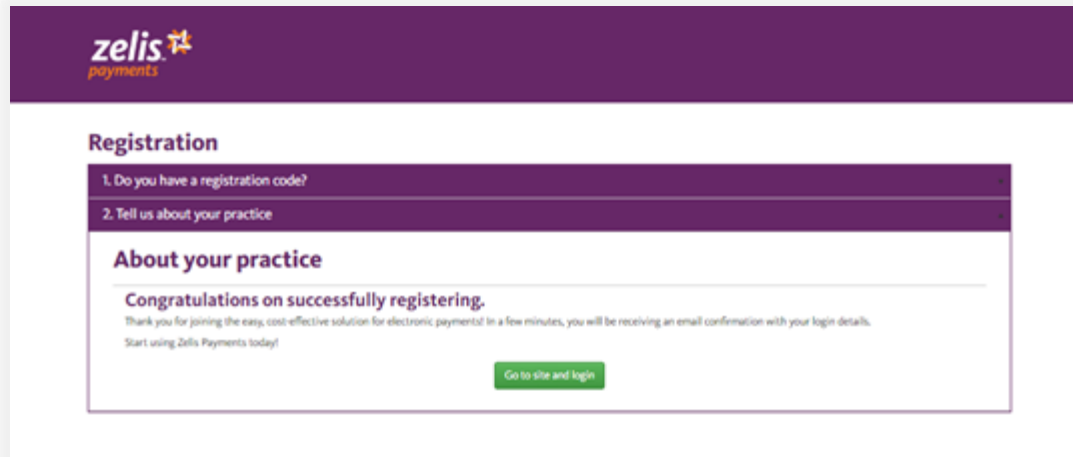 zelis
payments
Registration
1. Do you have a registration code?
2. Tell us about your practice
About your practice
Congratulations on successfully registering.
Thank you for joining the easy, cost-effective solution for electronic payments! In a few minutes, you will be receiving an email confirmation with your login details.
Start using Zelis Payments today!
Go to site and login